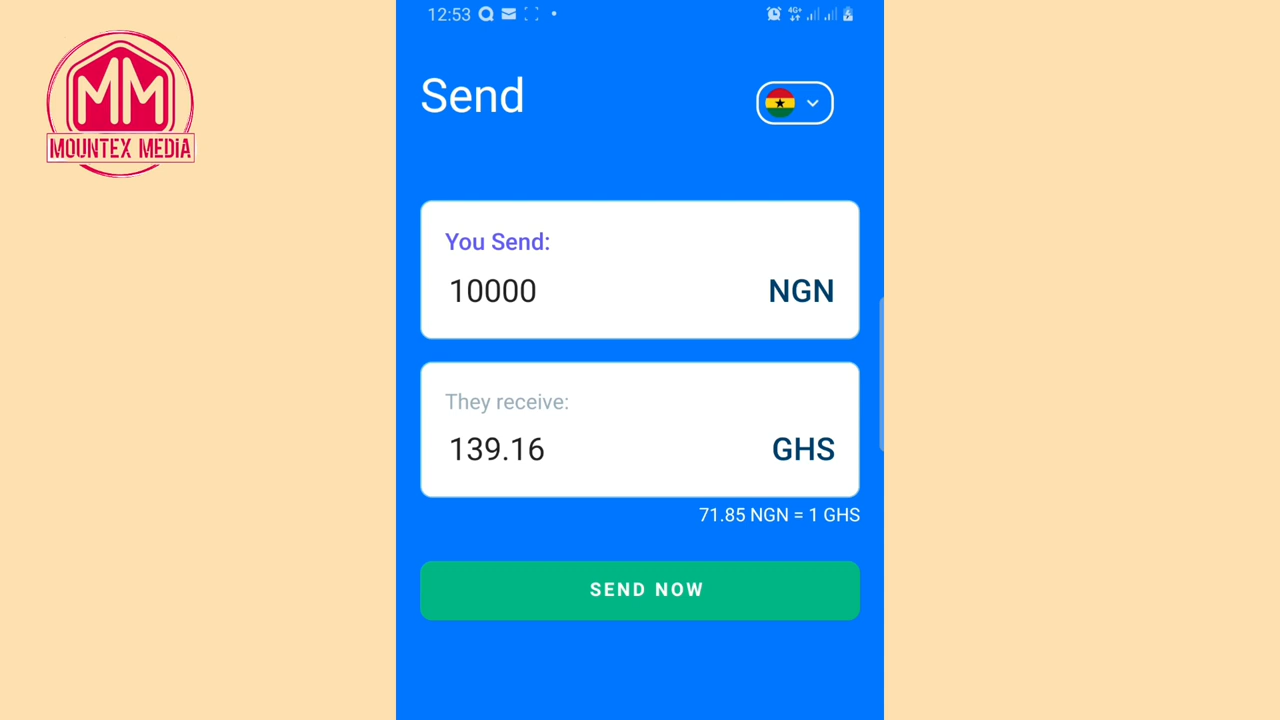 12:53
4G+
MM
MOUNTEX MEDiA
Send
You Send:
10000 NGN
They receive:
139.16 GHS
71.85 NGN = 1 GHS
SEND NOW